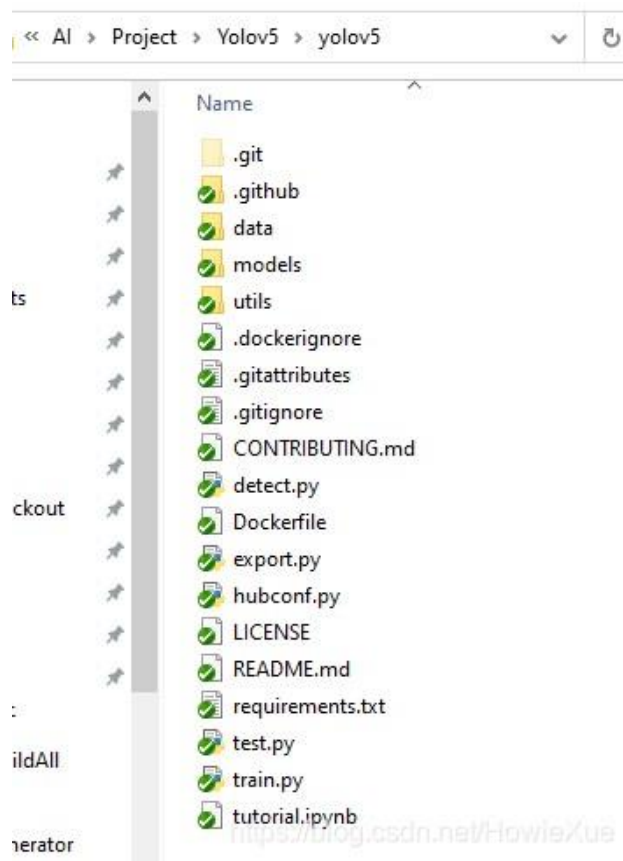 « AI > Project > Yolov5 > yolov5
Name
.git
.github
data
models
ts
utils
.dockerignore
.gitattributes
.gitignore
CONTRIBUTING.md
detect.py
ckout
Dockerfile
export.py
hubconf.py
LICENSE
README.md
requirements.txt
test.py
ildAll
train.py
tutorial.ipynb
https://blog.csdn.net/HowieXue
nerator